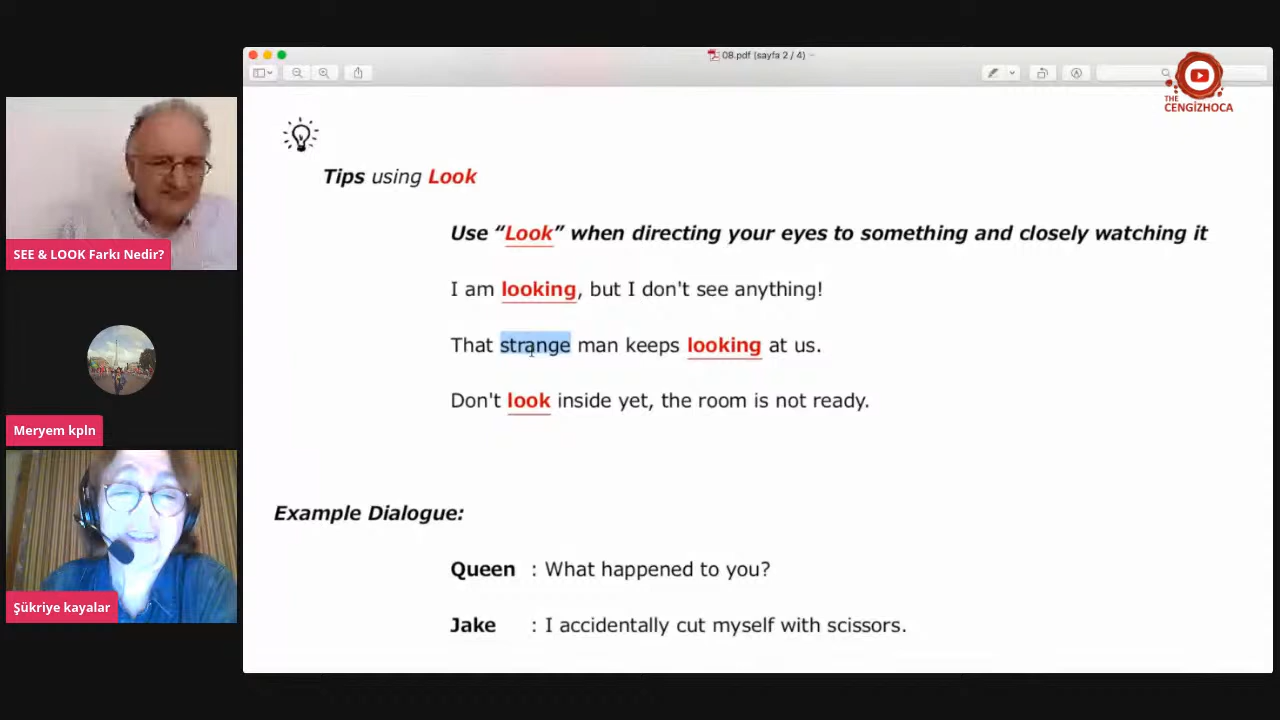 08.pdf (sayfa 2 / 4)
THE
CENGİZHOCA
Tips using Look
Use “Look” when directing your eyes to something and closely watching it
I am looking, but I don't see anything!
That strange man keeps looking at us.
Don't look inside yet, the room is not ready.
Example Dialogue:
Queen : What happened to you?
Jake : I accidentally cut myself with scissors.
SEE & LOOK Farkı Nedir?
Meryem kpln
Şükriye kayalar